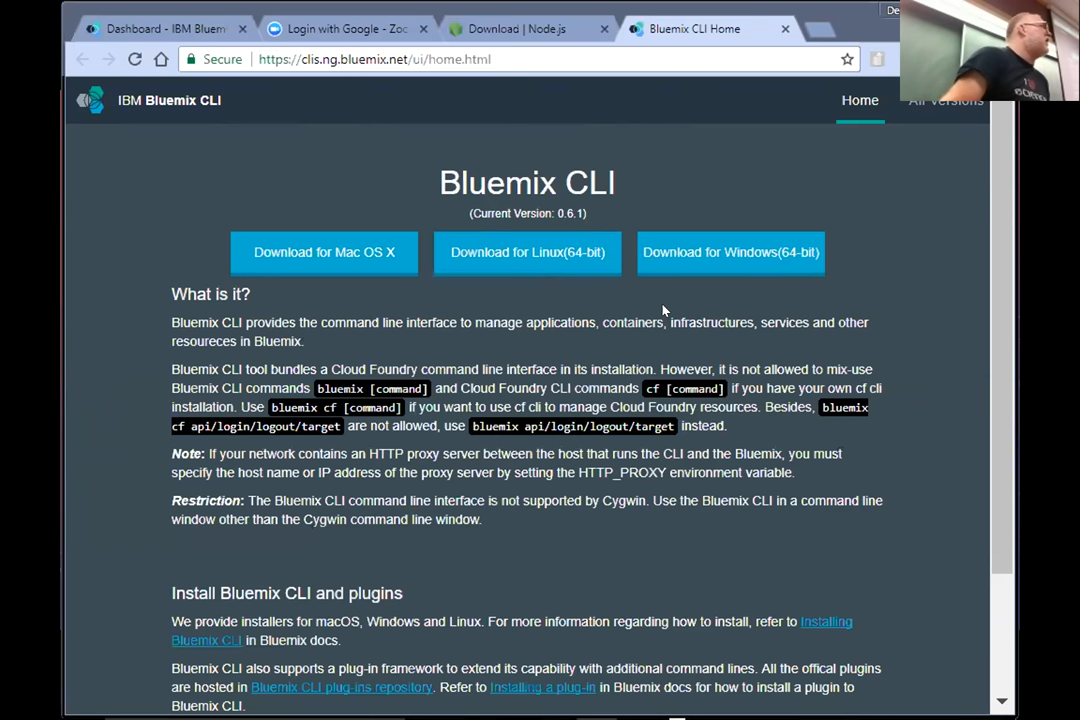 De
Dashboard - IBM Bluem
Login with Google - Zoo
Download | Node.js
Bluemix CLI Home
Secure
https://clis.ng.bluemix.net/ui/home.html
IBM Bluemix CLI
Home
All Versions
Bluemix CLI
(Current Version: 0.6.1)
Download for Mac OS X
Download for Linux(64-bit)
Download for Windows(64-bit)
What is it?
Bluemix CLI provides the command line interface to manage applications, containers, infrastructures, services and other
resoureces in Bluemix.
Bluemix CLI tool bundles a Cloud Foundry command line interface in its installation. However, it is not allowed to mix-use
Bluemix CLI commands bluemix [command] and Cloud Foundry CLI commands cf [command] if you have your own cf cli
installation. Use bluemix cf [command] if you want to use cf cli to manage Cloud Foundry resources. Besides, bluemix
cf api/login/logout/target are not allowed, use bluemix api/login/logout/target instead.
Note: If your network contains an HTTP proxy server between the host that runs the CLI and the Bluemix, you must
specify the host name or IP address of the proxy server by setting the HTTP_PROXY environment variable.
Restriction: The Bluemix CLI command line interface is not supported by Cygwin. Use the Bluemix CLI in a command line
window other than the Cygwin command line window.
Install Bluemix CLI and plugins
We provide installers for macOS, Windows and Linux. For more information regarding how to install, refer to Installing
Bluemix CLI in Bluemix docs.
Bluemix CLI also supports a plug-in framework to extend its capability with additional command lines. All the offical plugins
are hosted in Bluemix CLI plug-ins repository. Refer to Installing a plug-in in Bluemix docs for how to install a plugin to
Bluemix CLI.